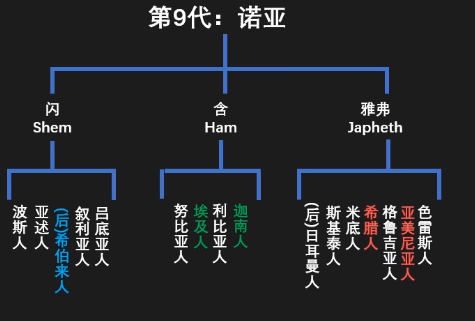 第9代：诺亚
闪
Shem
含
Ham
雅弗
Japheth
波斯人
亚述人
(后)希伯来人
叙利亚人
吕底亚人
努比亚人
埃及人
利比亚人
迦南人
(后)日耳曼人
斯基泰人
米底人
希腊人
格鲁吉亚人
亚美尼亚人
色雷斯人